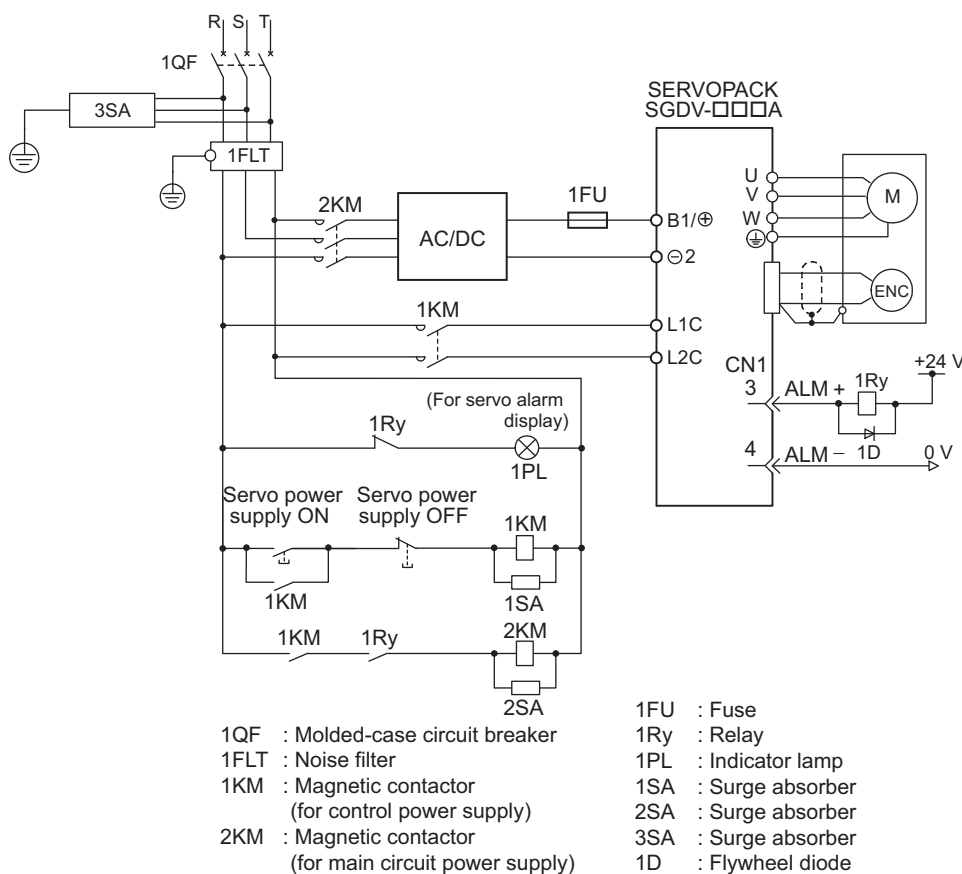 R S T
1QF
3SA
1FLT
SERVOPACK
SGDV-□□□A
2KM
AC/DC
1FU
B1/⊕
⊖2
U
V
W
M
ENC
1KM
L1C
L2C
CN1
3
ALM +
1Ry
+24 V
1D
4
ALM −
0 V
(For servo alarm
display)
1Ry
1PL
Servo power
supply ON
Servo power
supply OFF
1KM
1KM
1SA
1KM
1Ry
2KM
2SA
1QF : Molded-case circuit breaker
1FLT : Noise filter
1KM : Magnetic contactor
(for control power supply)
2KM : Magnetic contactor
(for main circuit power supply)
1FU : Fuse
1Ry : Relay
1PL : Indicator lamp
1SA : Surge absorber
2SA : Surge absorber
3SA : Surge absorber
1D : Flywheel diode